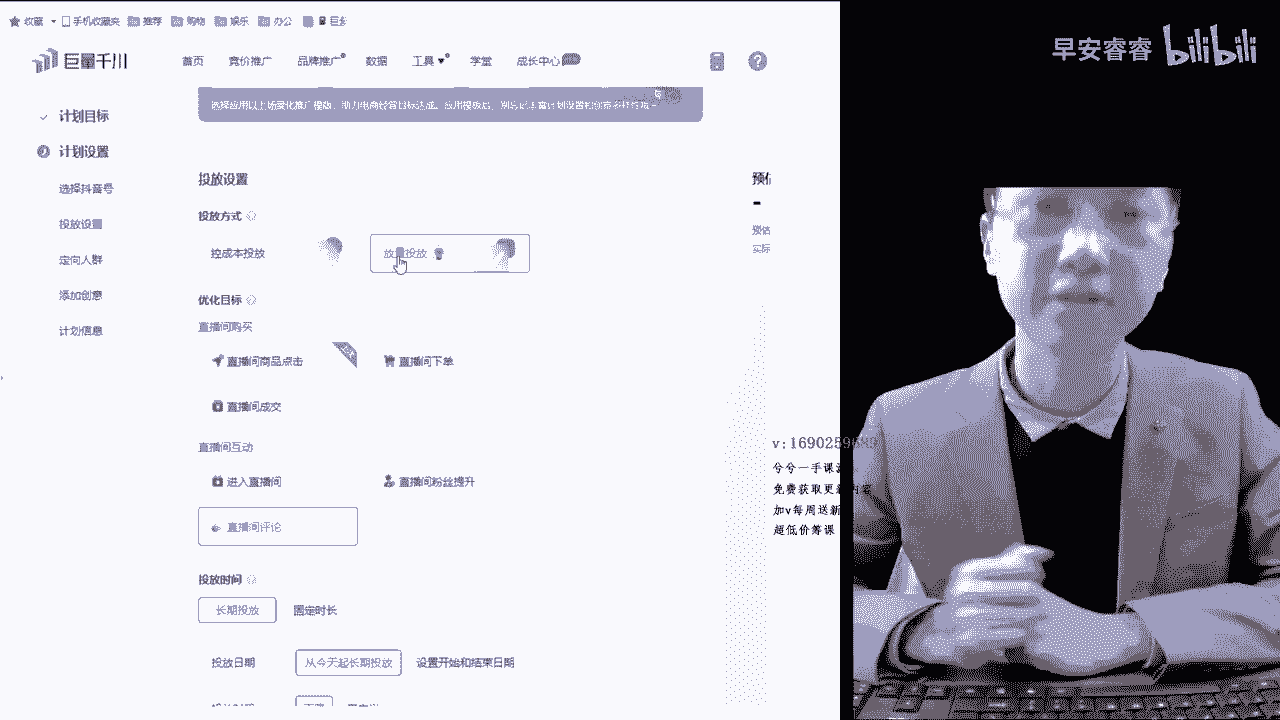 收藏 手机收藏夹 推荐 购物 娱乐 办公
早安睿睿 bilibili
巨量千川 首页 竞价推广 品牌推广 数据 工具 学堂 成长中心
计划目标
计划设置
选择抖音号
投放设置
定向人群
添加创意
计划信息
投放设置
投放方式
控成本投放 放量投放
优化目标
直播间购买
直播间商品点击 直播间下单
直播间成交
直播间互动
进入直播间 直播间粉丝提升
直播间评论
投放时间
长期投放 固定时长
投放日期 从今天起长期投放 设置开始和结束日期
预估
实际
兮兮一手课
免费获取更新
加v每周送新
超低价筹课